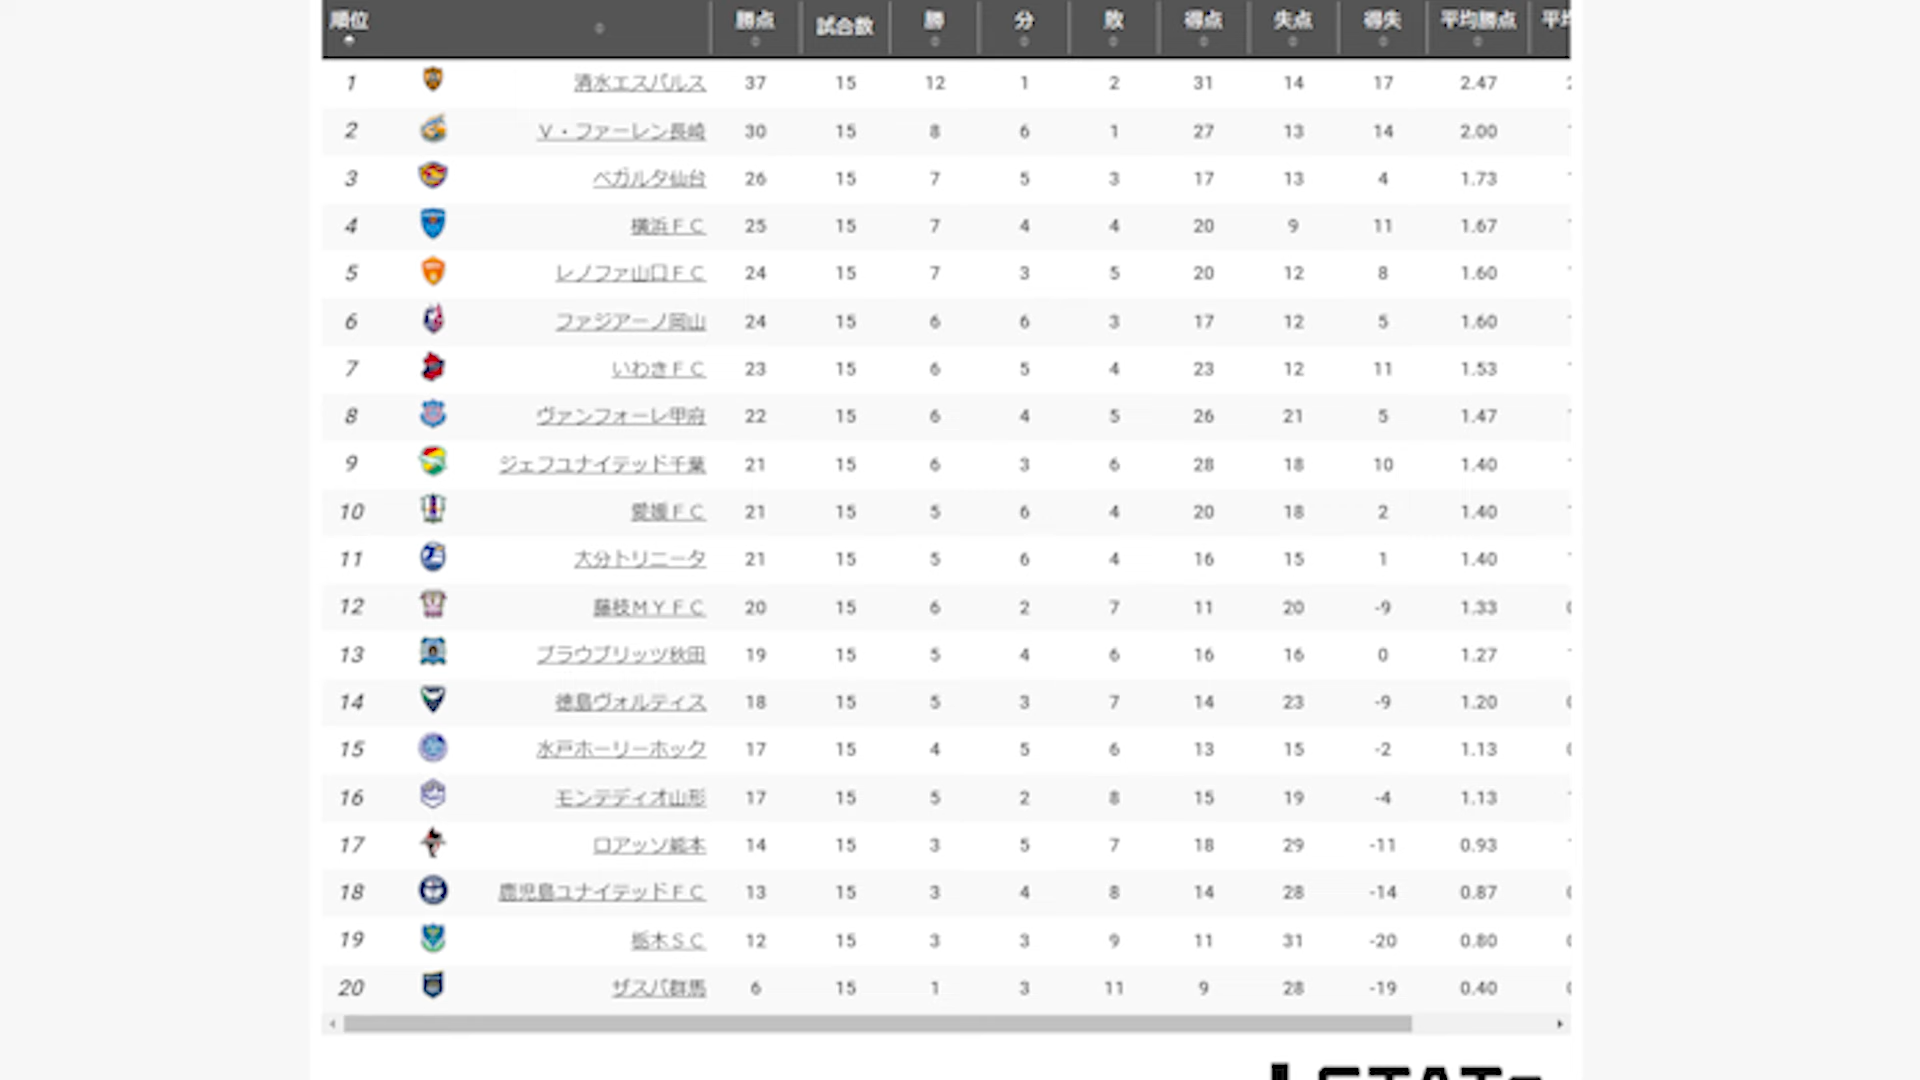 順位 勝点 試合数 勝 分 敗 得点 失点 得失 平均勝点 平均
1 清水エスパルス 37 15 12 1 2 31 14 17 2.47
2 V・ファーレン長崎 30 15 8 6 1 27 13 14 2.00
3 ベガルタ仙台 26 15 7 5 3 17 13 4 1.73
4 横浜FC 25 15 7 4 4 20 9 11 1.67
5 レノファ山口FC 24 15 7 3 5 20 12 8 1.60
6 ファジアーノ岡山 24 15 6 6 3 17 12 5 1.60
7 いわきFC 23 15 6 5 4 23 12 11 1.53
8 ヴァンフォーレ甲府 22 15 6 4 5 26 21 5 1.47
9 ジェフユナイテッド千葉 21 15 6 3 6 28 18 10 1.40
10 愛媛FC 21 15 5 6 4 20 18 2 1.40
11 大分トリニータ 21 15 5 6 4 16 15 1 1.40
12 藤枝MYFC 20 15 6 2 7 11 20 -9 1.33
13 ブラウブリッツ秋田 19 15 5 4 6 16 16 0 1.27
14 徳島ヴォルティス 18 15 5 3 7 14 23 -9 1.20
15 水戸ホーリーホック 17 15 4 5 6 13 15 -2 1.13
16 モンテディオ山形 17 15 5 2 8 15 19 -4 1.13
17 ロアッソ熊本 14 15 3 5 7 18 29 -11 0.93
18 鹿児島ユナイテッドFC 13 15 3 4 8 14 28 -14 0.87
19 栃木SC 12 15 3 3 9 11 31 -20 0.80
20 ザスパ群馬 6 15 1 3 11 9 28 -19 0.40